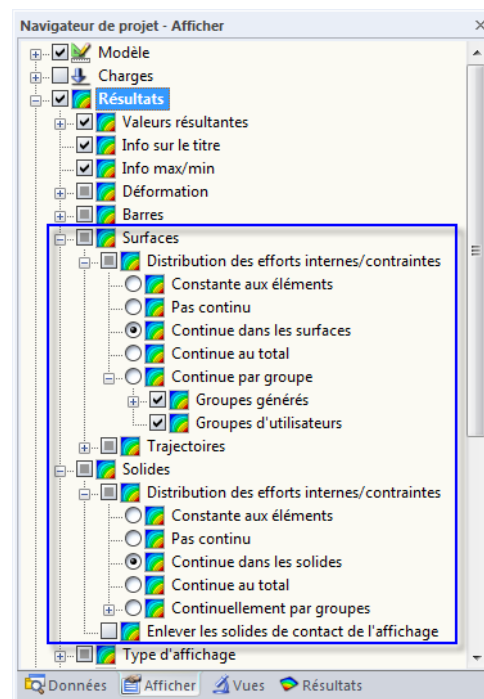 Navigateur de projet - Afficher
Modèle
Charges
Résultats
Valeurs résultantes
Info sur le titre
Info max/min
Déformation
Barres
Surfaces
Distribution des efforts internes/contraintes
Constante aux éléments
Pas continu
Continue dans les surfaces
Continue au total
Continue par groupe
Groupes générés
Groupes d'utilisateurs
Trajectoires
Solides
Distribution des efforts internes/contraintes
Constante aux éléments
Pas continu
Continue dans les solides
Continue au total
Continuellement par groupes
Enlever les solides de contact de l'affichage
Type d'affichage
Données Afficher Vues Résultats